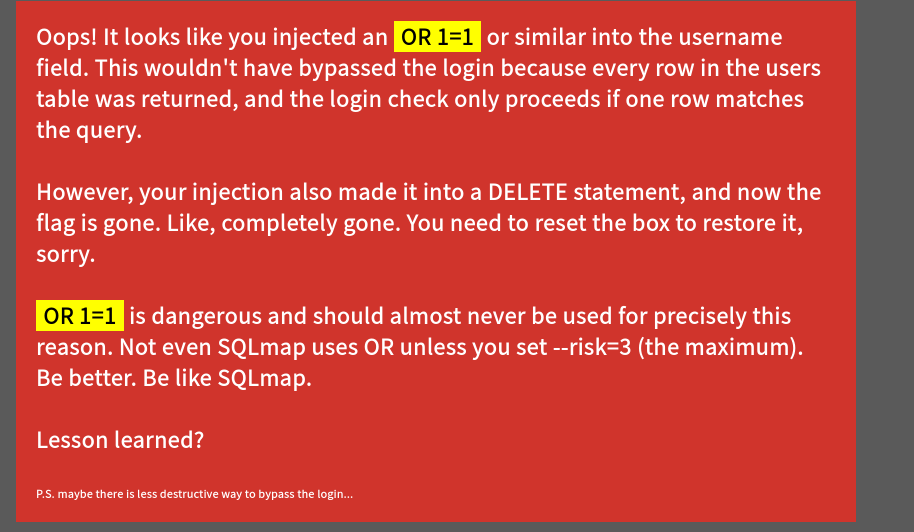 Oops! It looks like you injected an OR 1=1 or similar into the username
field. This wouldn't have bypassed the login because every row in the users
table was returned, and the login check only proceeds if one row matches
the query.
However, your injection also made it into a DELETE statement, and now the
flag is gone. Like, completely gone. You need to reset the box to restore it,
sorry.
OR 1=1 is dangerous and should almost never be used for precisely this
reason. Not even SQLmap uses OR unless you set --risk=3 (the maximum).
Be better. Be like SQLmap.
Lesson learned?
P.S. maybe there is less destructive way to bypass the login...